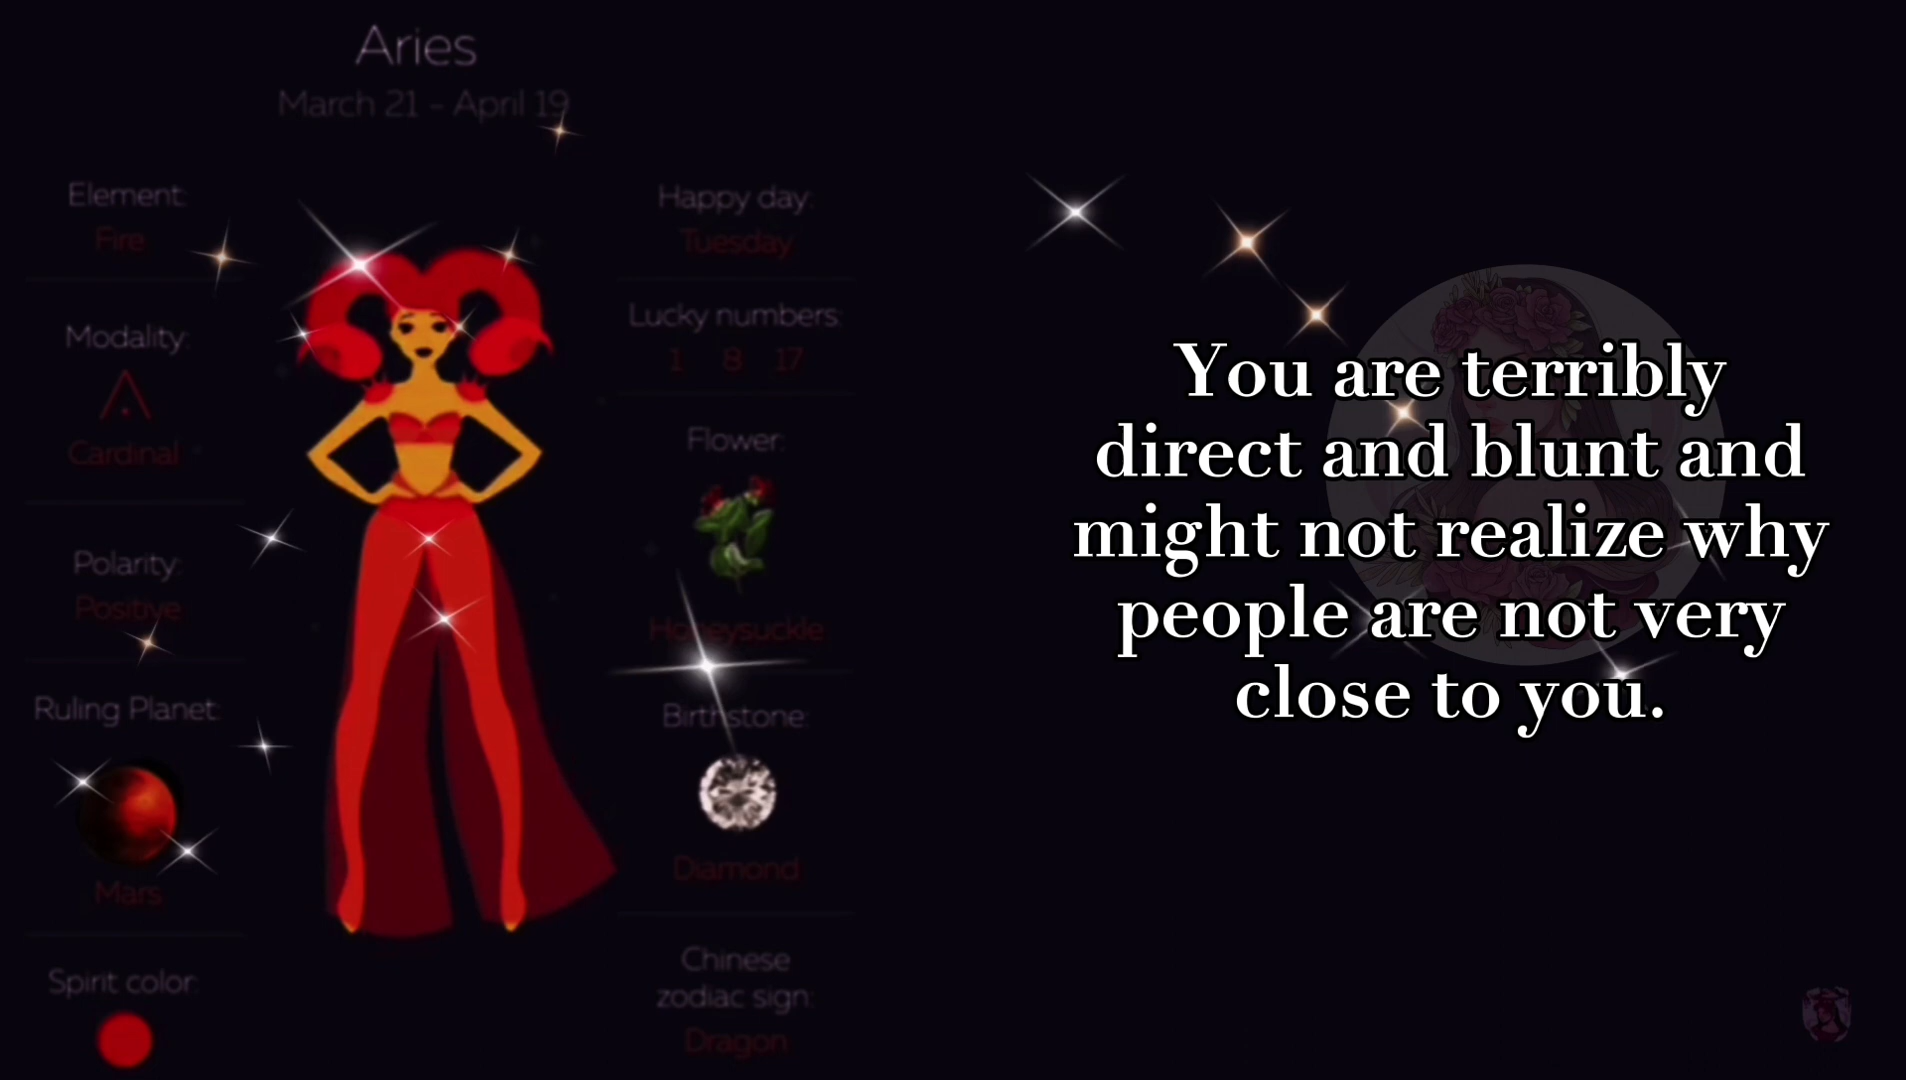 Aries
March 21 - April 19
Element:
Fire
Modality:
Cardinal
Polarity:
Positive
Ruling Planet:
Mars
Spirit color:
Happy day:
Tuesday
Lucky numbers:
1 8 17
Flower:
Honeysuckle
Birthstone:
Diamond
Chinese
zodiac sign:
Dragon
You are terribly
direct and blunt and
might not realize why
people are not very
close to you.